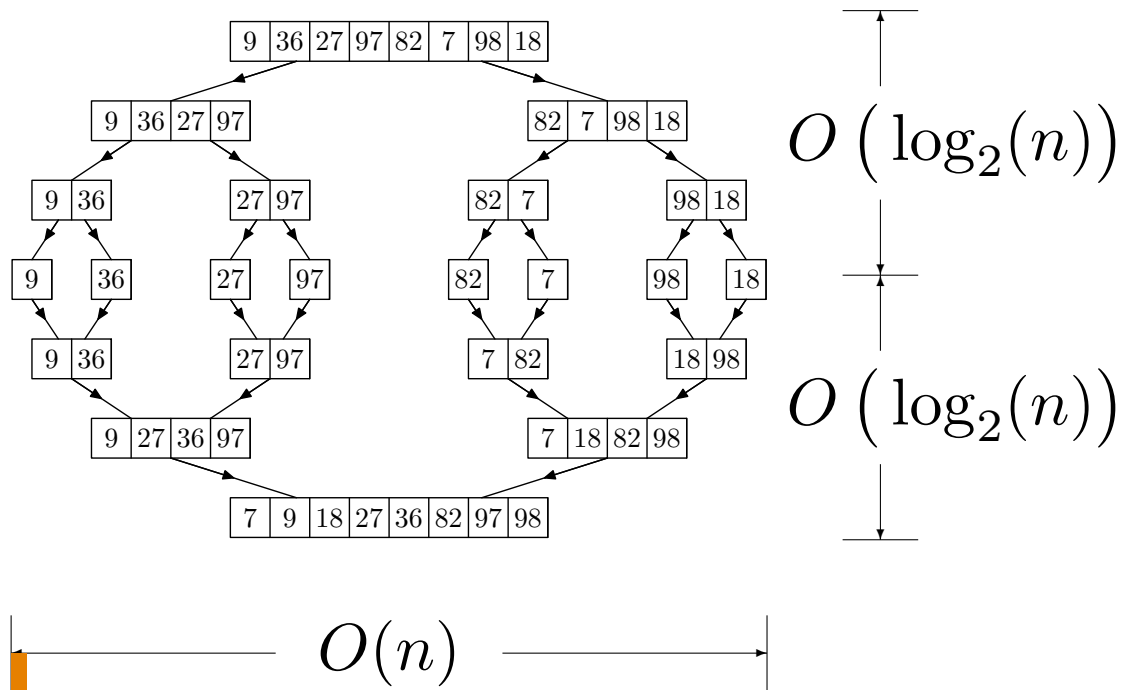 9 36 27 97 82 7 98 18
9 36 27 97 82 7 98 18
O ( log₂(n))
9 36 27 97 82 7 98 18
9 36 27 97 82 7 98 18
9 36 27 97 7 82 18 98
O ( log₂(n))
9 27 36 97 7 18 82 98
7 9 18 27 36 82 97 98
O(n)